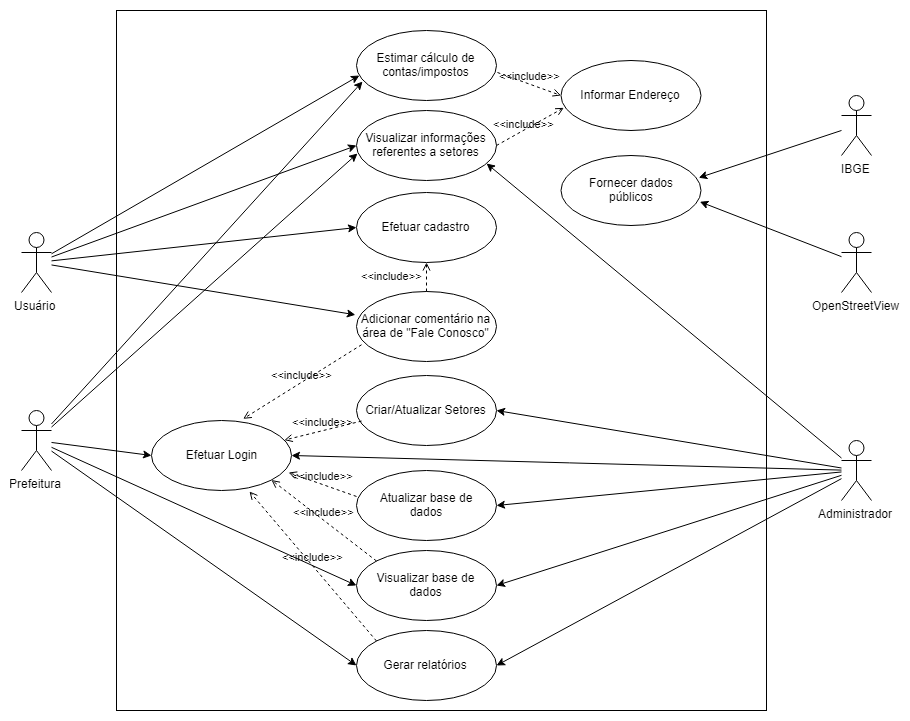 Estimar cálculo de
contas/impostos
<<include>>
Informar Endereço
<<include>>
Visualizar informações
referentes a setores
IBGE
Fornecer dados
públicos
Efetuar cadastro
<<include>>
Usuário
OpenStreetView
Adicionar comentário na
área de "Fale Conosco"
<<include>>
Criar/Atualizar Setores
<<include>>
Efetuar Login
Prefeitura
<<include>>
Atualizar base de
dados
<<include>>
Administrador
<<include>>
Visualizar base de
dados
Gerar relatórios